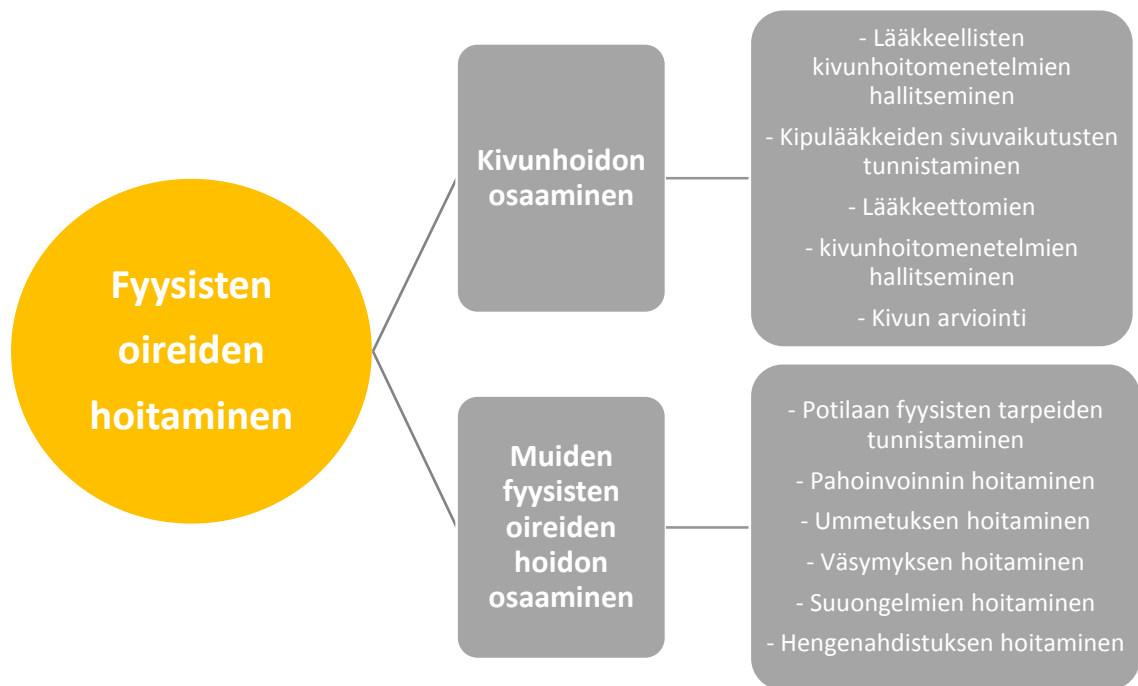 Fyysisten
oireiden
hoitaminen
Kivunhoidon
osaaminen
- Lääkkeellisten
kivunhoitomenetelmien
hallitseminen
- Kipulääkkeiden sivuvaikutusten
tunnistaminen
- Lääkkeettomien
- kivunhoitomenetelmien
hallitseminen
- Kivun arviointi
Muiden
fyysisten
oireiden
hoidon
osaaminen
- Potilaan fyysisten tarpeiden
tunnistaminen
- Pahoinvoinnin hoitaminen
- Ummetuksen hoitaminen
- Väsymyksen hoitaminen
- Suuongelmien hoitaminen
- Hengenahdistuksen hoitaminen